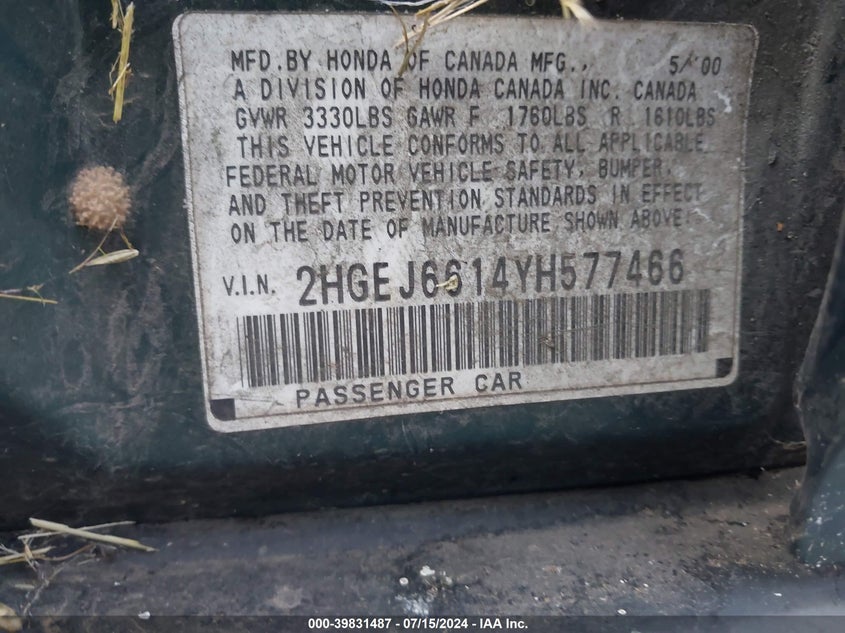 MFD.BY HONDA OF CANADA MFG., 5/'00
A DIVISION OF HONDA CANADA INC. CANADA
GVWR 3330LBS GAWR F 1760LBS R 1610LBS
THIS VEHICLE CONFORMS TO ALL APPLICABLE
FEDERAL MOTOR VEHICLE SAFETY, BUMPER,
AND THEFT PREVENTION STANDARDS IN EFFECT
ON THE DATE OF MANUFACTURE SHOWN ABOVE.
V.I.N. 2HGEJ6614YH577466
PASSENGER CAR
000-39831487 - 07/15/2024 - IAA Inc.